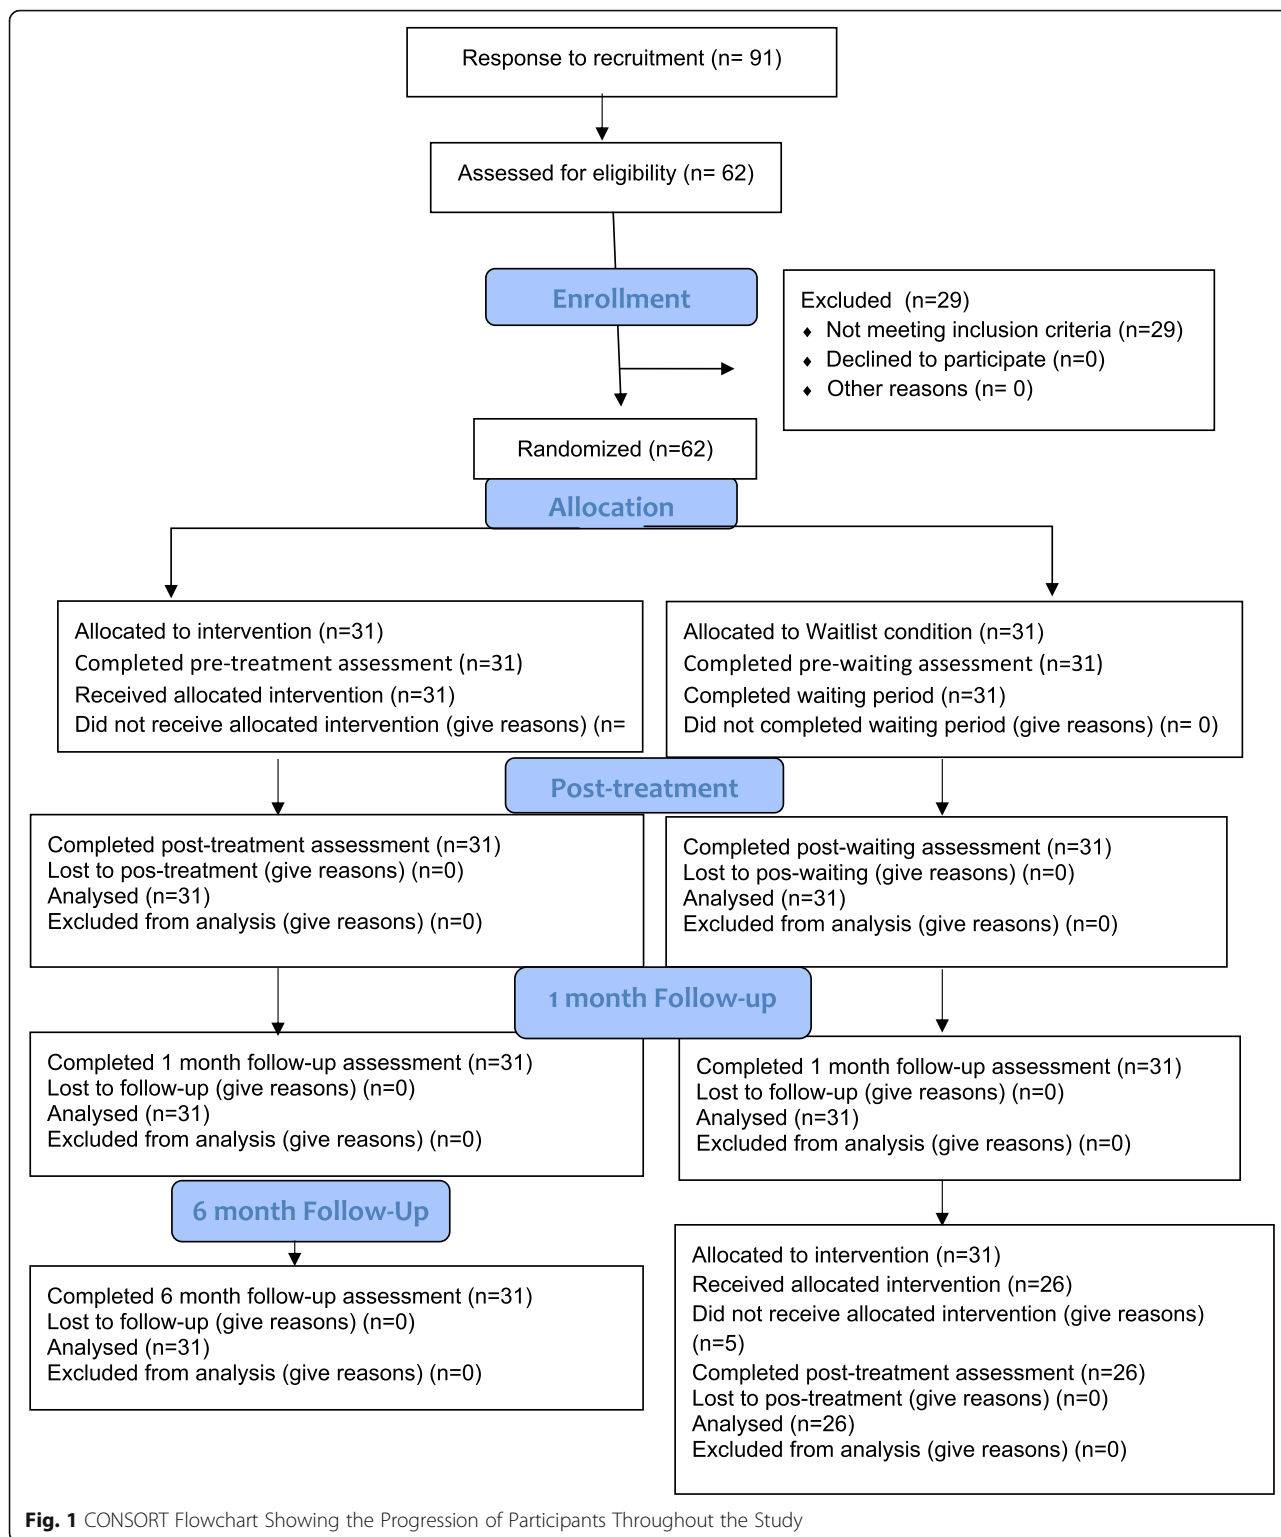 Response to recruitment (n= 91)
Assessed for eligibility (n= 62)
Enrollment
Excluded (n=29)
♦ Not meeting inclusion criteria (n=29)
♦ Declined to participate (n=0)
♦ Other reasons (n= 0)
Randomized (n=62)
Allocation
Allocated to intervention (n=31)
Completed pre-treatment assessment (n=31)
Received allocated intervention (n=31)
Did not receive allocated intervention (give reasons) (n=
Allocated to Waitlist condition (n=31)
Completed pre-waiting assessment (n=31)
Completed waiting period (n=31)
Did not completed waiting period (give reasons) (n= 0)
Post-treatment
Completed post-treatment assessment (n=31)
Lost to pos-treatment (give reasons) (n=0)
Analysed (n=31)
Excluded from analysis (give reasons) (n=0)
Completed post-waiting assessment (n=31)
Lost to pos-waiting (give reasons) (n=0)
Analysed (n=31)
Excluded from analysis (give reasons) (n=0)
1 month Follow-up
Completed 1 month follow-up assessment (n=31)
Lost to follow-up (give reasons) (n=0)
Analysed (n=31)
Excluded from analysis (give reasons) (n=0)
Completed 1 month follow-up assessment (n=31)
Lost to follow-up (give reasons) (n=0)
Analysed (n=31)
Excluded from analysis (give reasons) (n=0)
6 month Follow-Up
Completed 6 month follow-up assessment (n=31)
Lost to follow-up (give reasons) (n=0)
Analysed (n=31)
Excluded from analysis (give reasons) (n=0)
Allocated to intervention (n=31)
Received allocated intervention (n=26)
Did not receive allocated intervention (give reasons)
(n=5)
Completed post-treatment assessment (n=26)
Lost to pos-treatment (give reasons) (n=0)
Analysed (n=26)
Excluded from analysis (give reasons) (n=0)
Fig. 1 CONSORT Flowchart Showing the Progression of Participants Throughout the Study